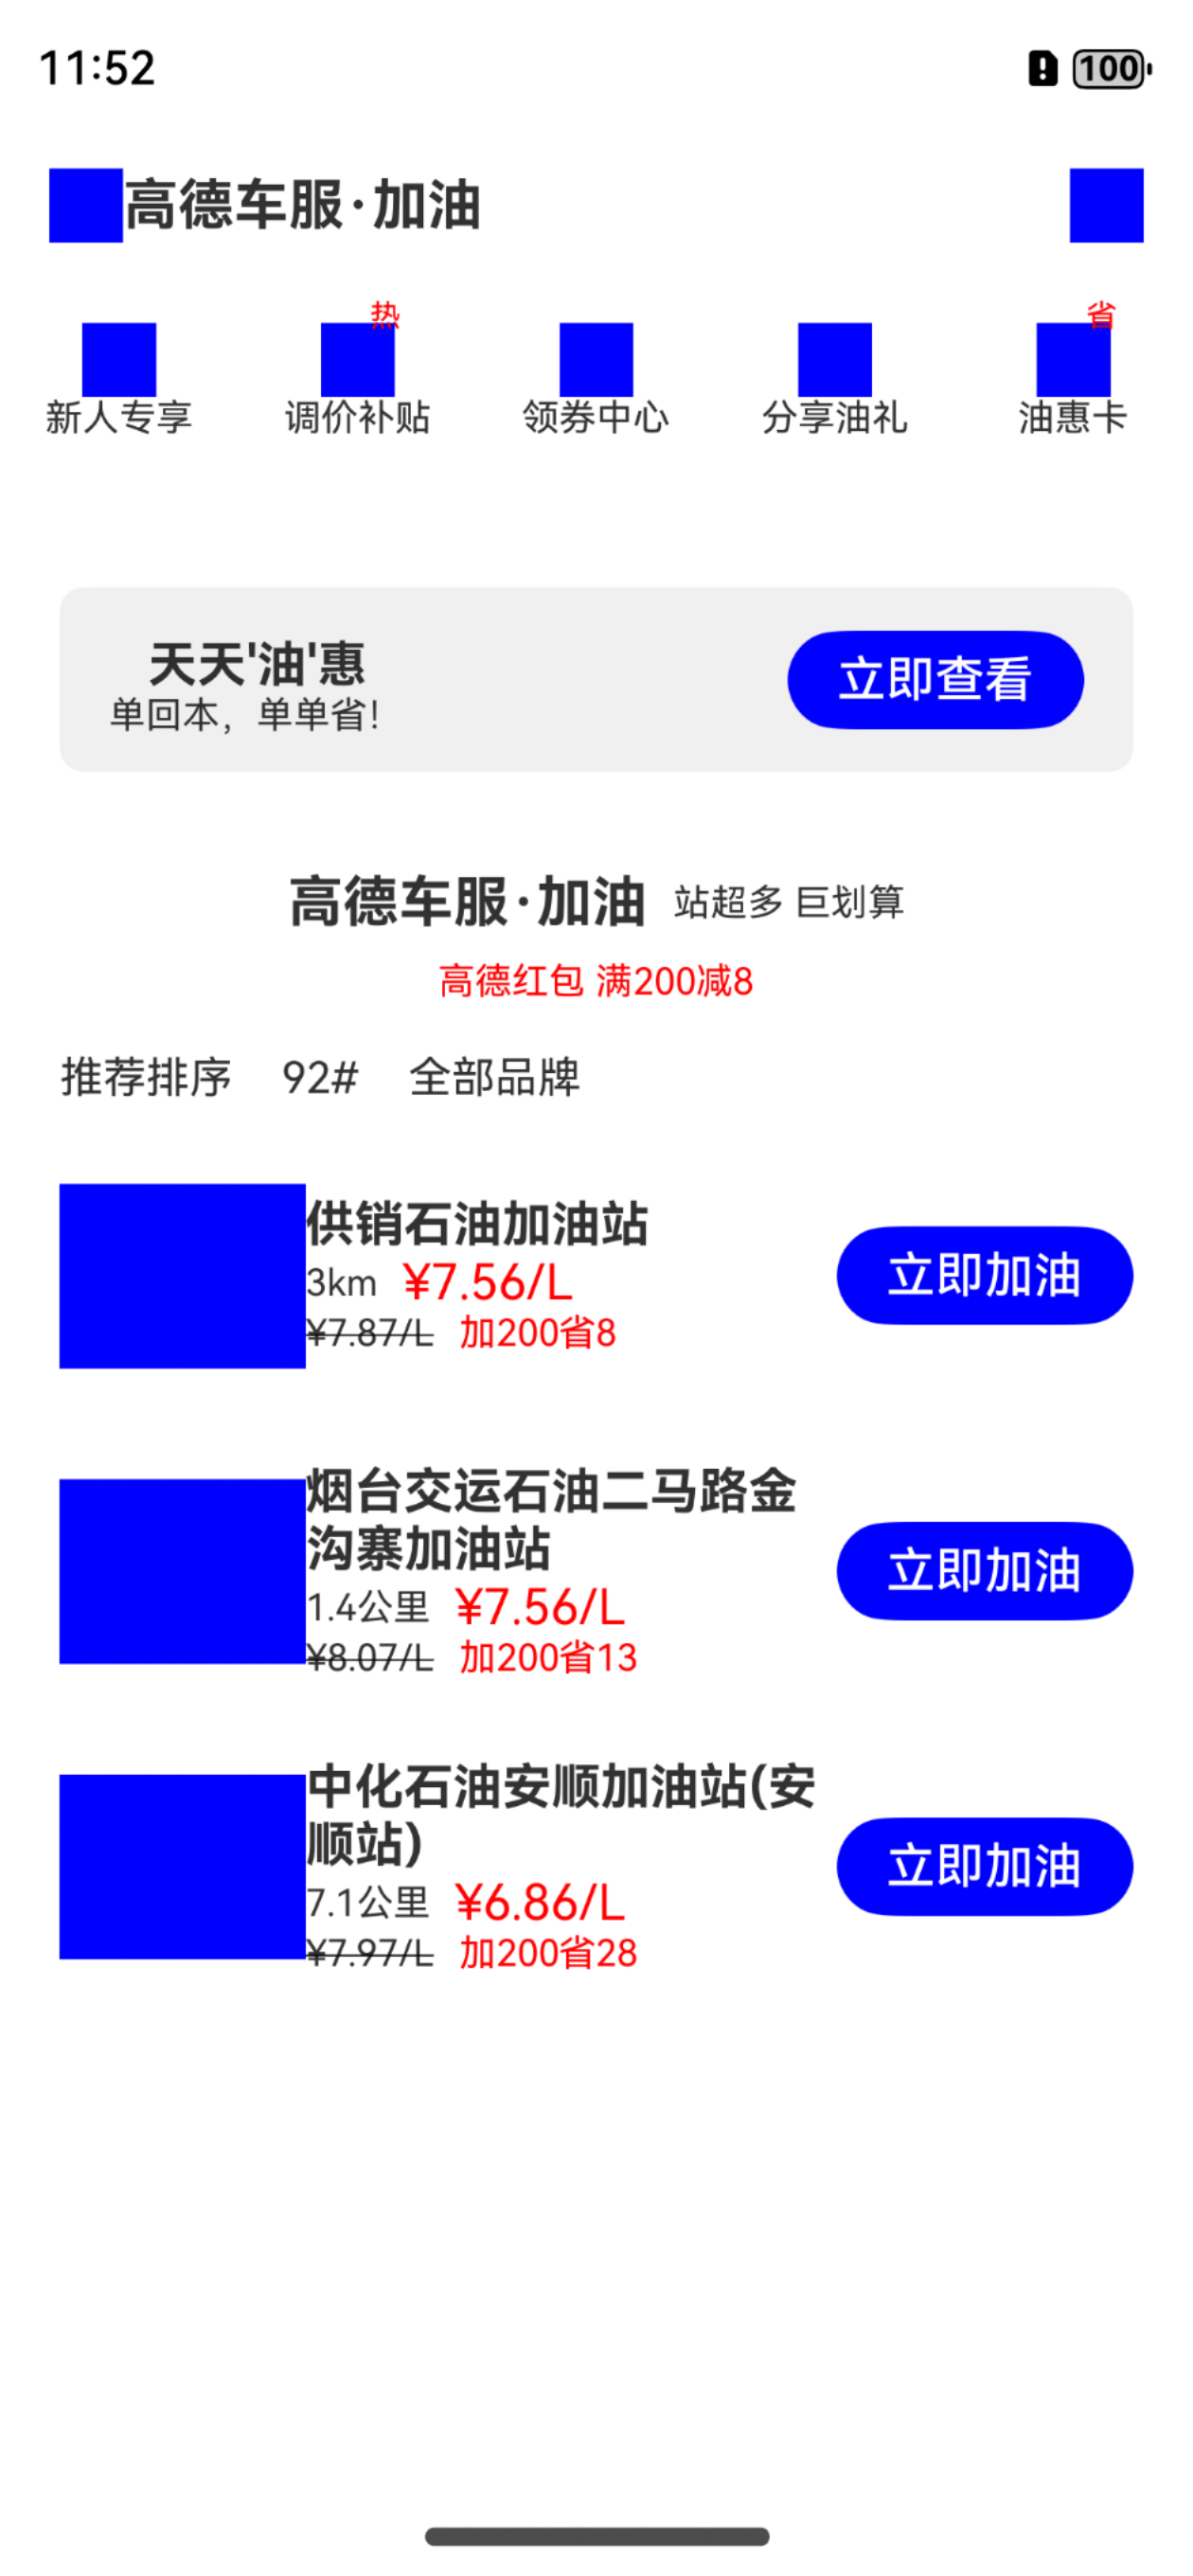 11:52
100
高德车服·加油
热
省
新人专享
调价补贴
领券中心
分享油礼
油惠卡
天天'油'惠
单回本，单单省!
立即查看
高德车服·加油 站超多 巨划算
高德红包 满200减8
推荐排序 92# 全部品牌
供销石油加油站
3km ¥7.56/L
¥7.87/L 加200省8
立即加油
烟台交运石油二马路金
沟寨加油站
1.4公里 ¥7.56/L
¥8.07/L 加200省13
立即加油
中化石油安顺加油站(安
顺站)
7.1公里 ¥6.86/L
¥7.97/L 加200省28
立即加油